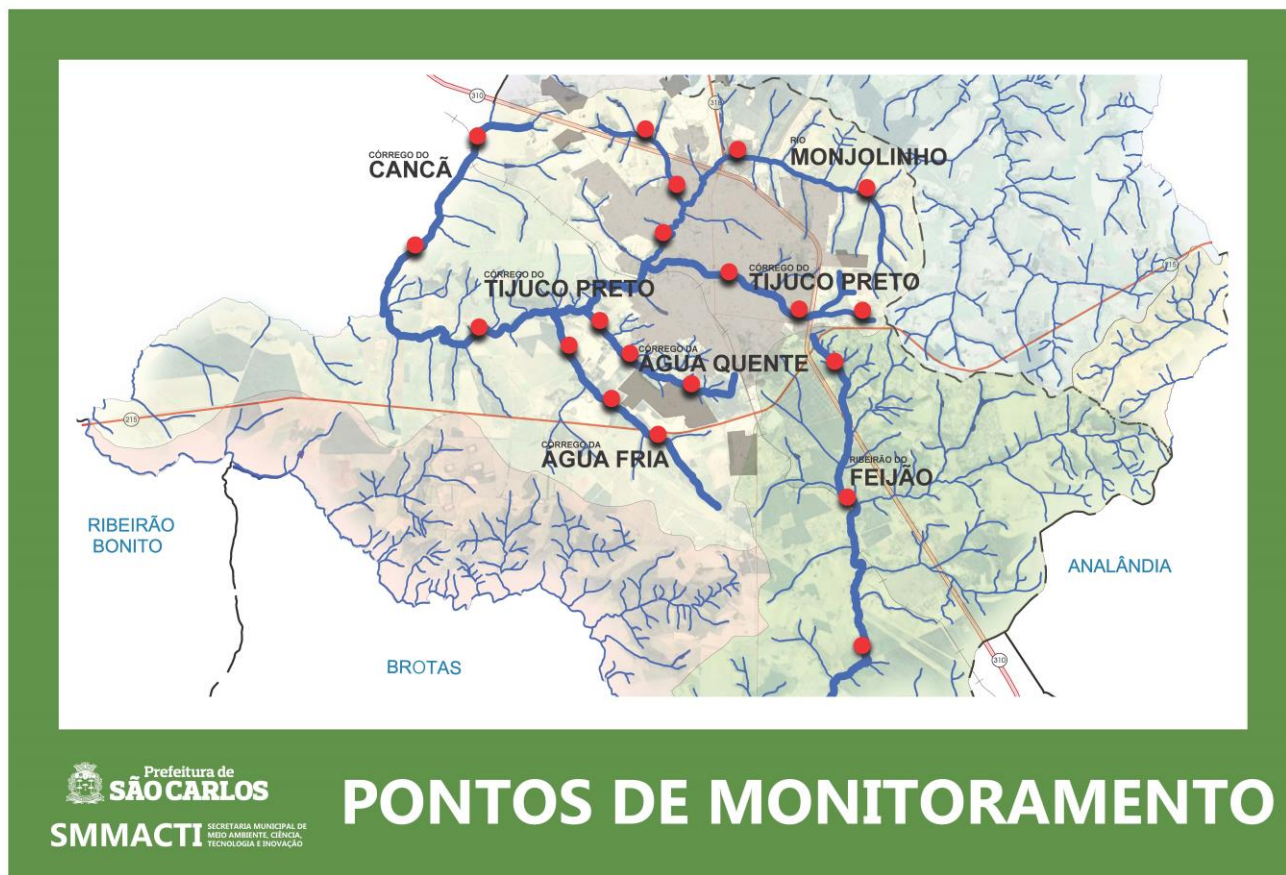 310
318
CÓRREGO DO
CANCÃ
RIO
MONJOLINHO
CÓRREGO DO
TIJUCO PRETO
CÓRREGO DO
TIJUCO PRETO
215
CÓRREGO DA
ÁGUA QUENTE
215
CÓRREGO DA
ÁGUA FRIA
RIBEIRÃO DO
FEIJÃO
RIBEIRÃO
BONITO
ANALÂNDIA
BROTAS
310
Prefeitura de
SÃO CARLOS
SMMACTI
SECRETARIA MUNICIPAL DE
MEIO AMBIENTE, CIÊNCIA,
TECNOLOGIA E INOVAÇÃO
PONTOS DE MONITORAMENTO